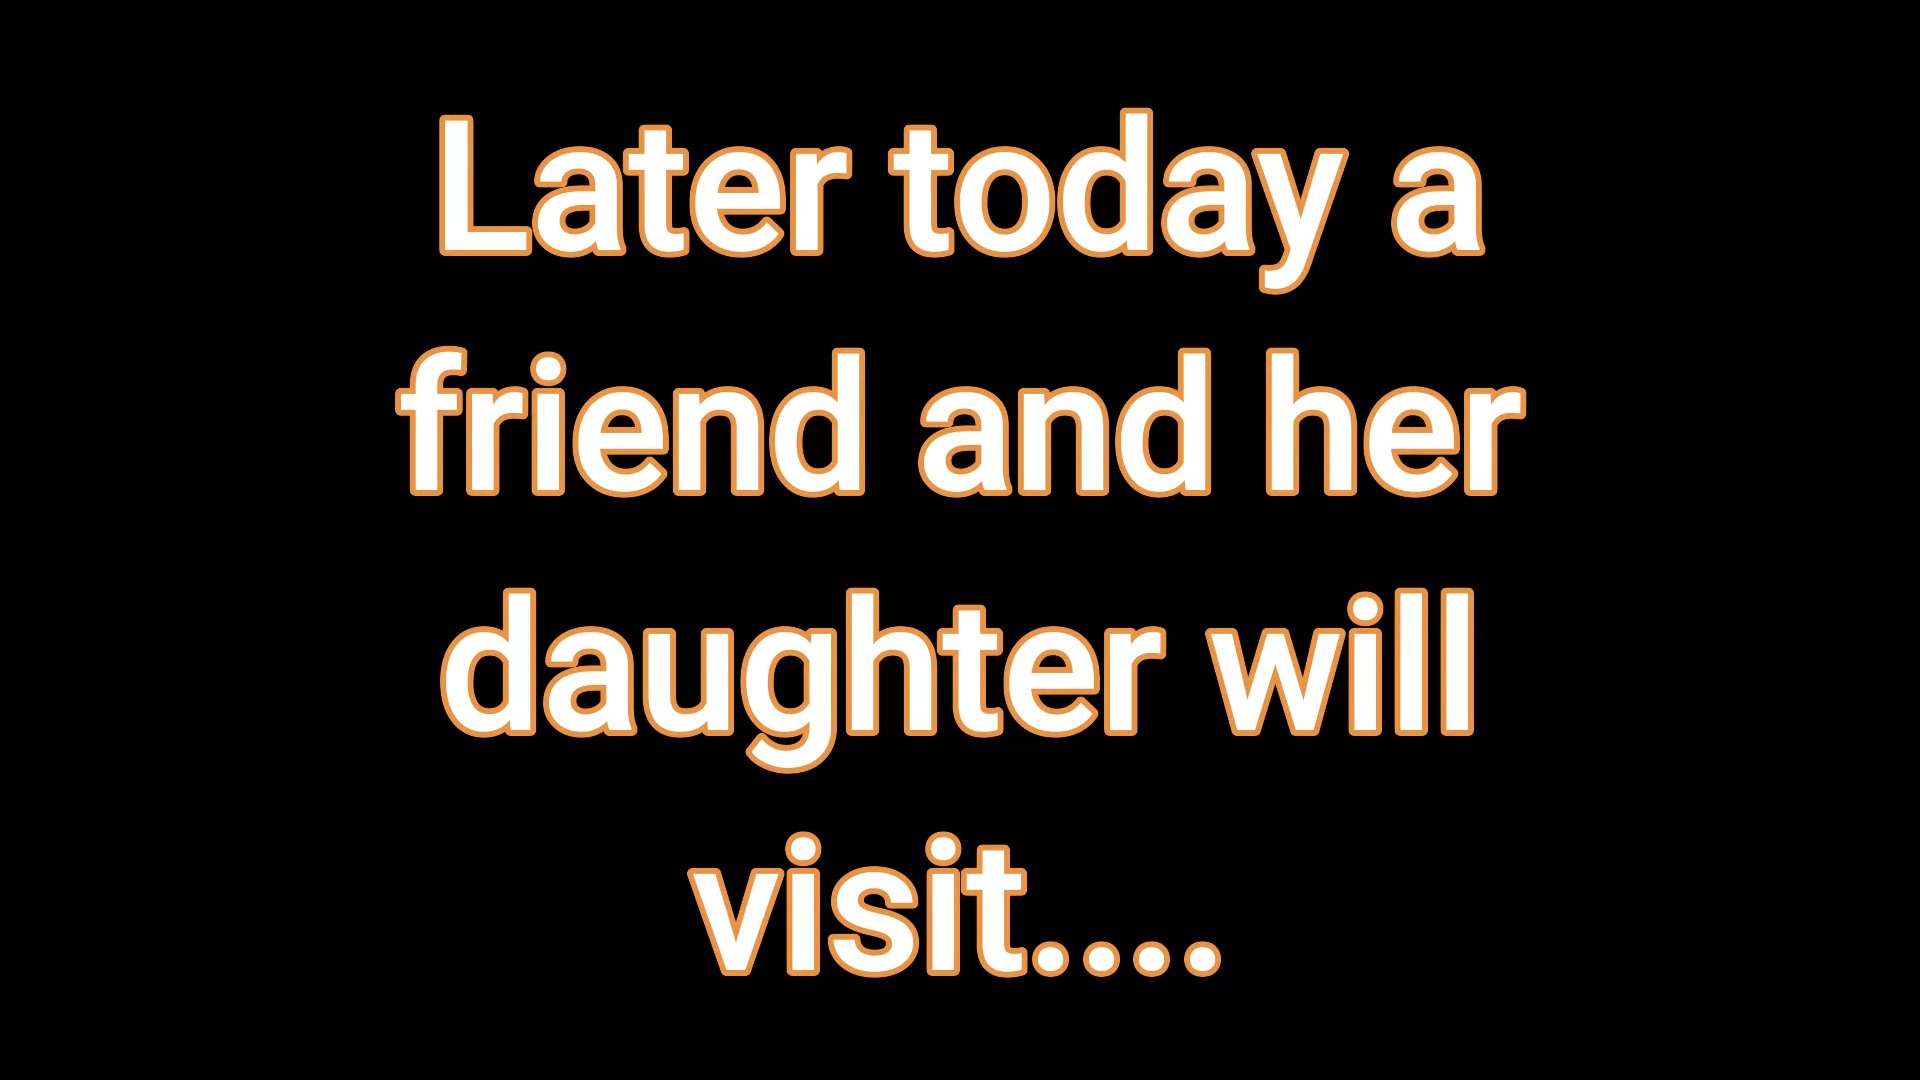 Later today a
friend and her
daughter will
visit....